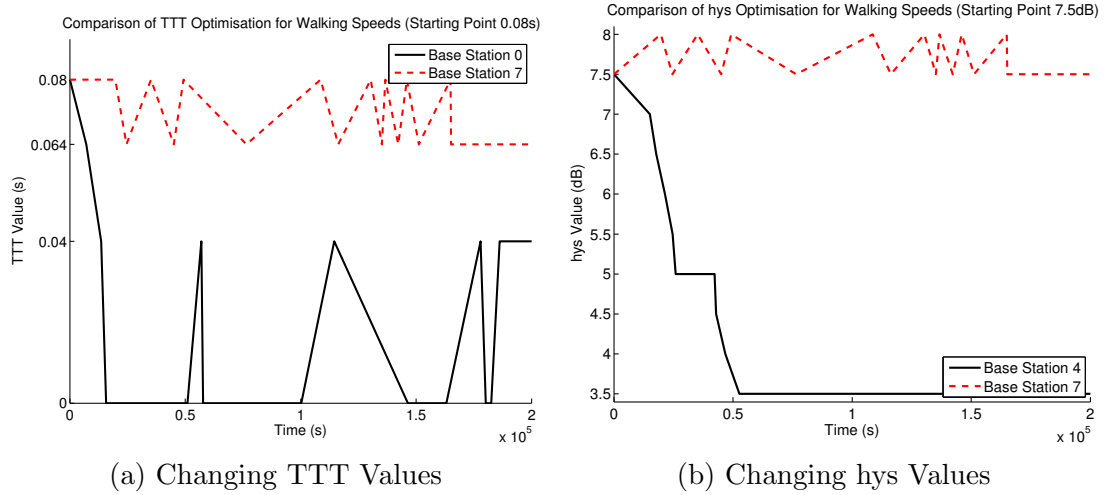 Comparison of TTT Optimisation for Walking Speeds (Starting Point 0.08s)
Base Station 0
Base Station 7
0.08
0.064
0.04
0
TTT Value (s)
0
0.5
1
1.5
2
x 10^5
Time (s)
(a) Changing TTT Values
Comparison of hys Optimisation for Walking Speeds (Starting Point 7.5dB)
8
7.5
7
6.5
6
5.5
5
4.5
4
3.5
hys Value (dB)
Base Station 4
Base Station 7
0
0.5
1
1.5
2
x 10^5
Time (s)
(b) Changing hys Values